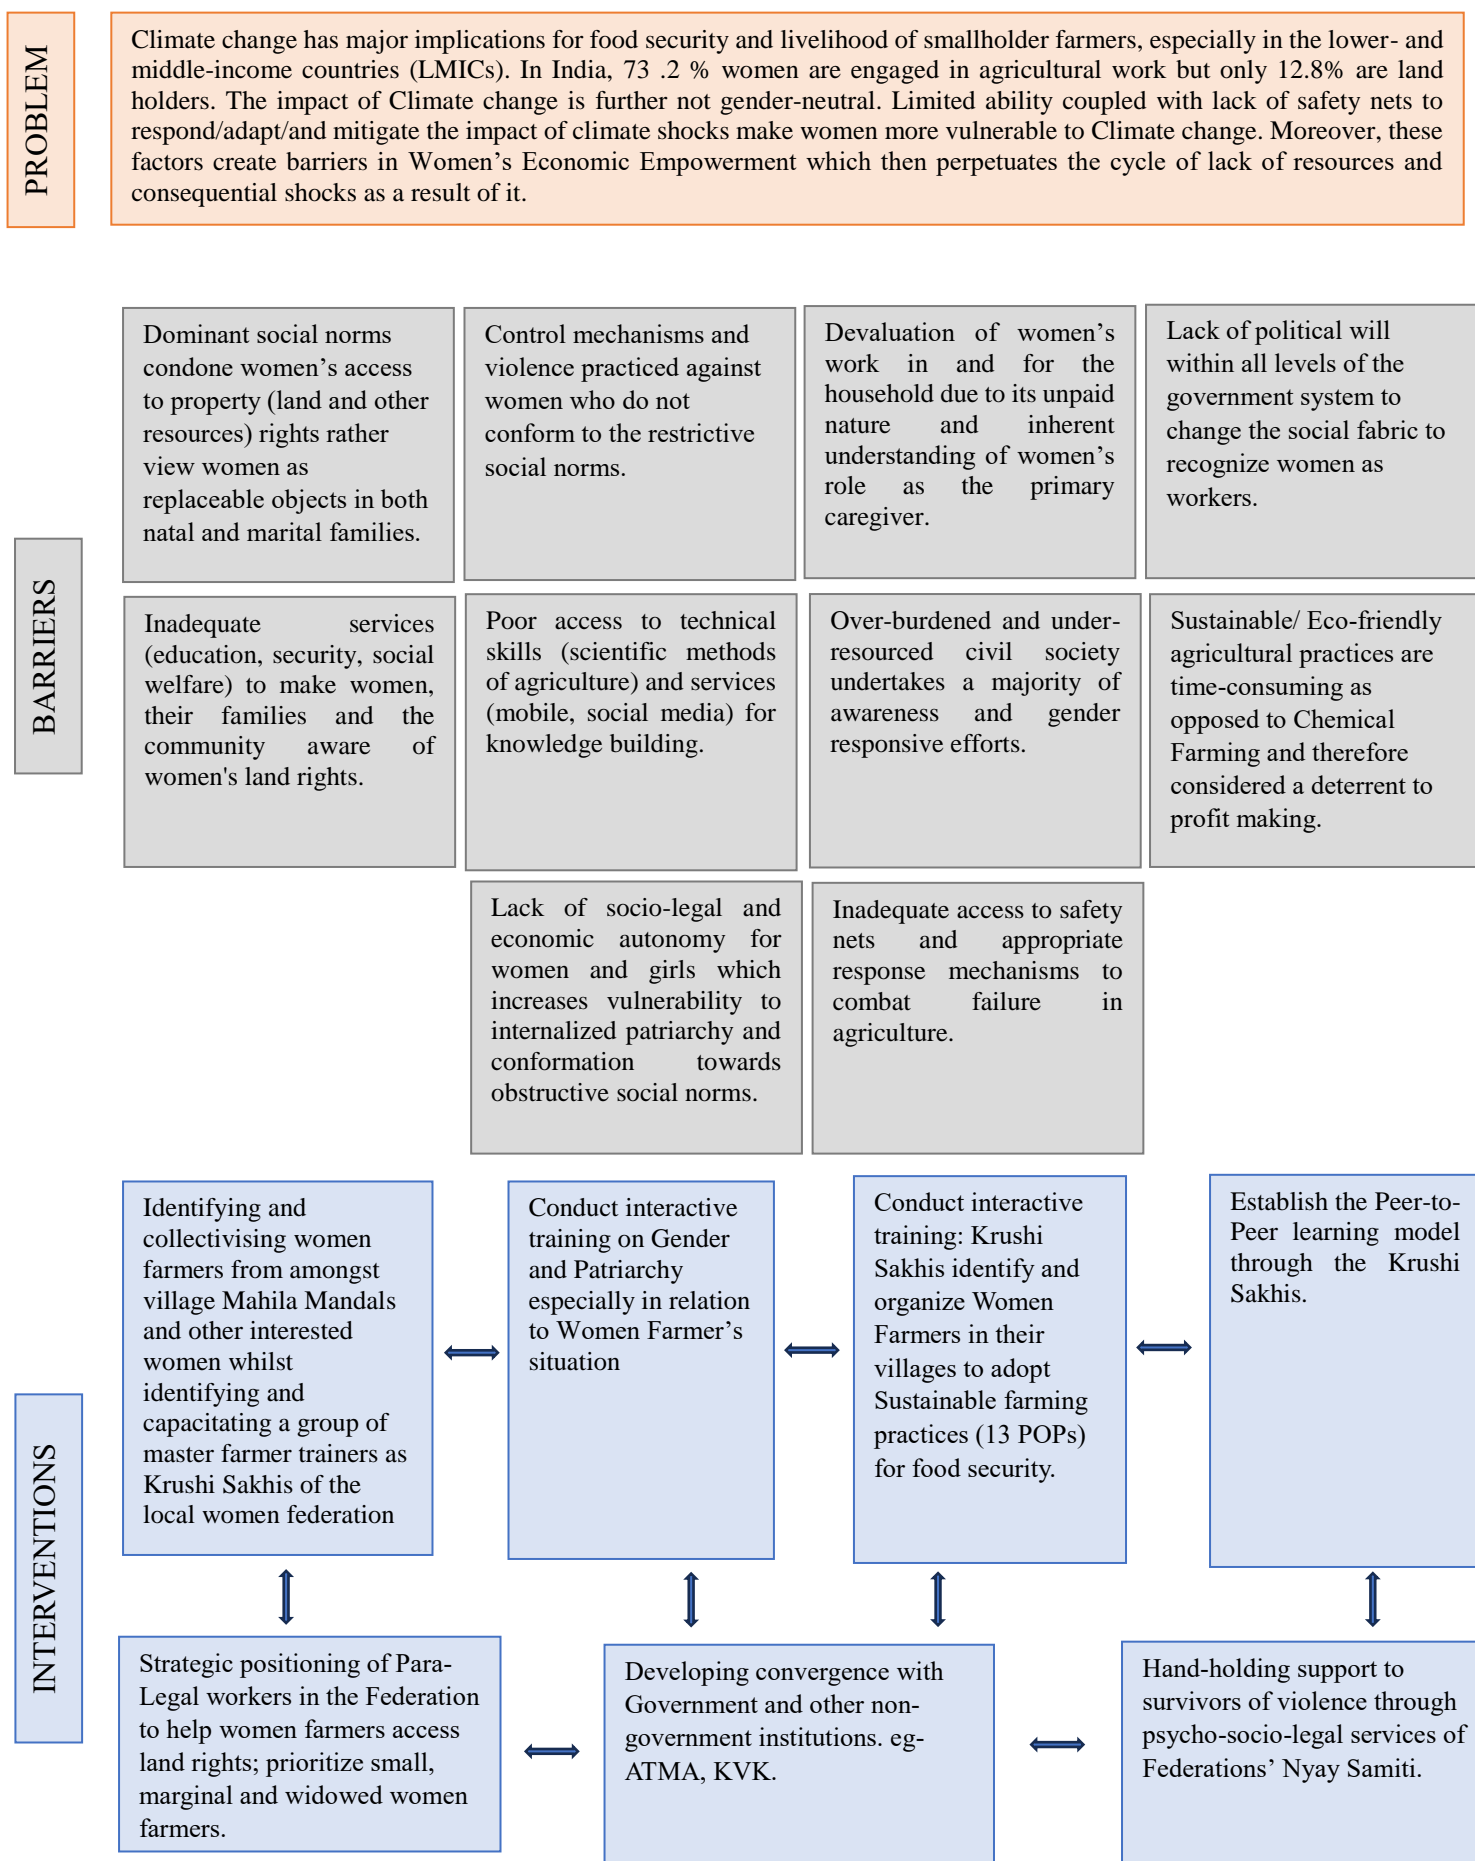 PROBLEM
Climate change has major implications for food security and livelihood of smallholder farmers, especially in the lower- and
middle-income countries (LMICs). In India, 73 .2 % women are engaged in agricultural work but only 12.8% are land
holders. The impact of Climate change is further not gender-neutral. Limited ability coupled with lack of safety nets to
respond/adapt/and mitigate the impact of climate shocks make women more vulnerable to Climate change. Moreover, these
factors create barriers in Women’s Economic Empowerment which then perpetuates the cycle of lack of resources and
consequential shocks as a result of it.
BARRIERS
Dominant social norms
condone women’s access
to property (land and other
resources) rights rather
view women as
replaceable objects in both
natal and marital families.
Control mechanisms and
violence practiced against
women who do not
conform to the restrictive
social norms.
Devaluation of women’s
work in and for the
household due to its unpaid
nature and inherent
understanding of women’s
role as the primary
caregiver.
Lack of political will
within all levels of the
government system to
change the social fabric to
recognize women as
workers.
Inadequate services
(education, security, social
welfare) to make women,
their families and the
community aware of
women's land rights.
Poor access to technical
skills (scientific methods
of agriculture) and services
(mobile, social media) for
knowledge building.
Over-burdened and under-
resourced civil society
undertakes a majority of
awareness and gender
responsive efforts.
Sustainable/ Eco-friendly
agricultural practices are
time-consuming as
opposed to Chemical
Farming and therefore
considered a deterrent to
profit making.
Lack of socio-legal and
economic autonomy for
women and girls which
increases vulnerability to
internalized patriarchy and
conformation towards
obstructive social norms.
Inadequate access to safety
nets and appropriate
response mechanisms to
combat failure in
agriculture.
INTERVENTIONS
Identifying and
collectivising women
farmers from amongst
village Mahila Mandals
and other interested
women whilst
identifying and
capacitating a group of
master farmer trainers as
Krushi Sakhis of the
local women federation
Conduct interactive
training on Gender
and Patriarchy
especially in relation
to Women Farmer’s
situation
Conduct interactive
training: Krushi
Sakhis identify and
organize Women
Farmers in their
villages to adopt
Sustainable farming
practices (13 POPs)
for food security.
Establish the Peer-to-
Peer learning model
through the Krushi
Sakhis.
Strategic positioning of Para-
Legal workers in the Federation
to help women farmers access
land rights; prioritize small,
marginal and widowed women
farmers.
Developing convergence with
Government and other non-
government institutions. eg-
ATMA, KVK.
Hand-holding support to
survivors of violence through
psycho-socio-legal services of
Federations’ Nyay Samiti.